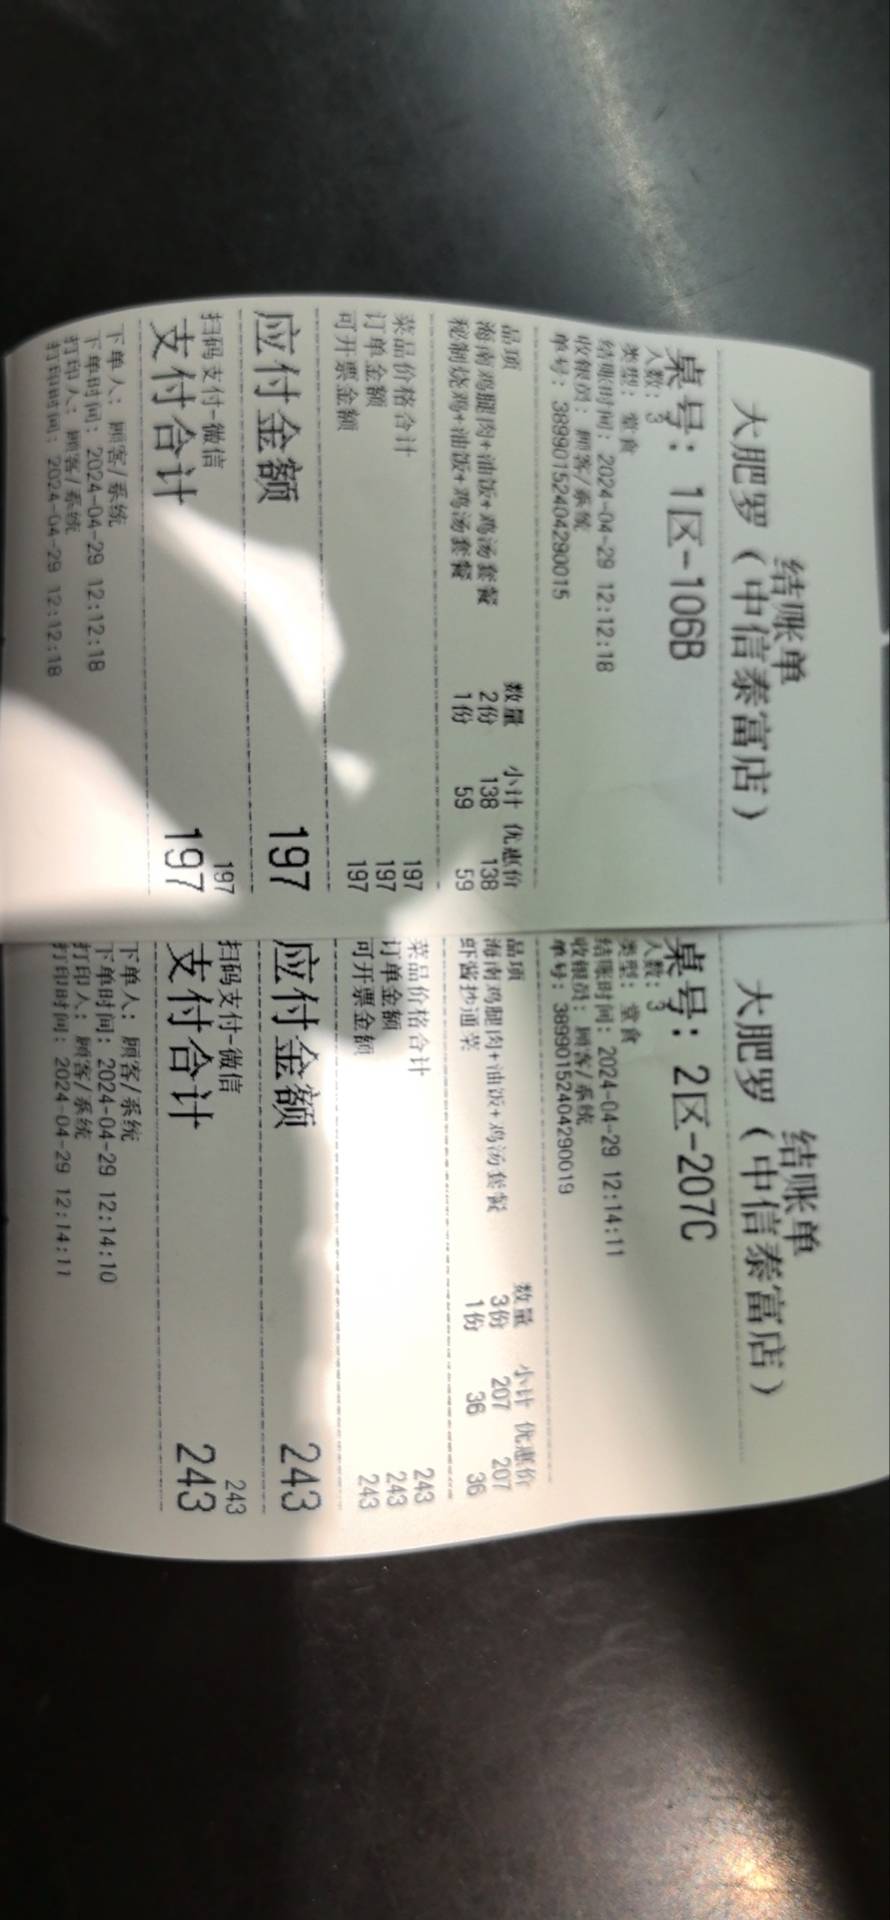 结账单
大肥罗（中信泰富店）
桌号：1区-106B
人数：3
类型：堂食
结账时间：2024-04-29 12:12:18
收银员：顾客/系统
单号：38990152404290015
品项 数量 小计 优惠价
海南鸡腿肉+油饭+鸡汤套餐 2份 138 138
秘制烧鸡+油饭+鸡汤套餐 1份 59 59
菜品价格合计 197
订单金额 197
可开票金额 197
应付金额 197
扫码支付-微信 197
支付合计 197
下单人：顾客/系统
下单时间：2024-04-29 12:12:18
打印人：顾客/系统
打印时间：2024-04-29 12:12:18
结账单
大肥罗（中信泰富店）
桌号：2区-207C
人数：3
类型：堂食
结账时间：2024-04-29 12:14:11
收银员：顾客/系统
单号：38990152404290019
品项 数量 小计 优惠价
海南鸡腿肉+油饭+鸡汤套餐 3份 207 207
虾酱抄通菜 1份 36 36
菜品价格合计 243
订单金额 243
可开票金额 243
应付金额 243
扫码支付-微信 243
支付合计 243
下单人：顾客/系统
下单时间：2024-04-29 12:14:10
打印人：顾客/系统
打印时间：2024-04-29 12:14:11